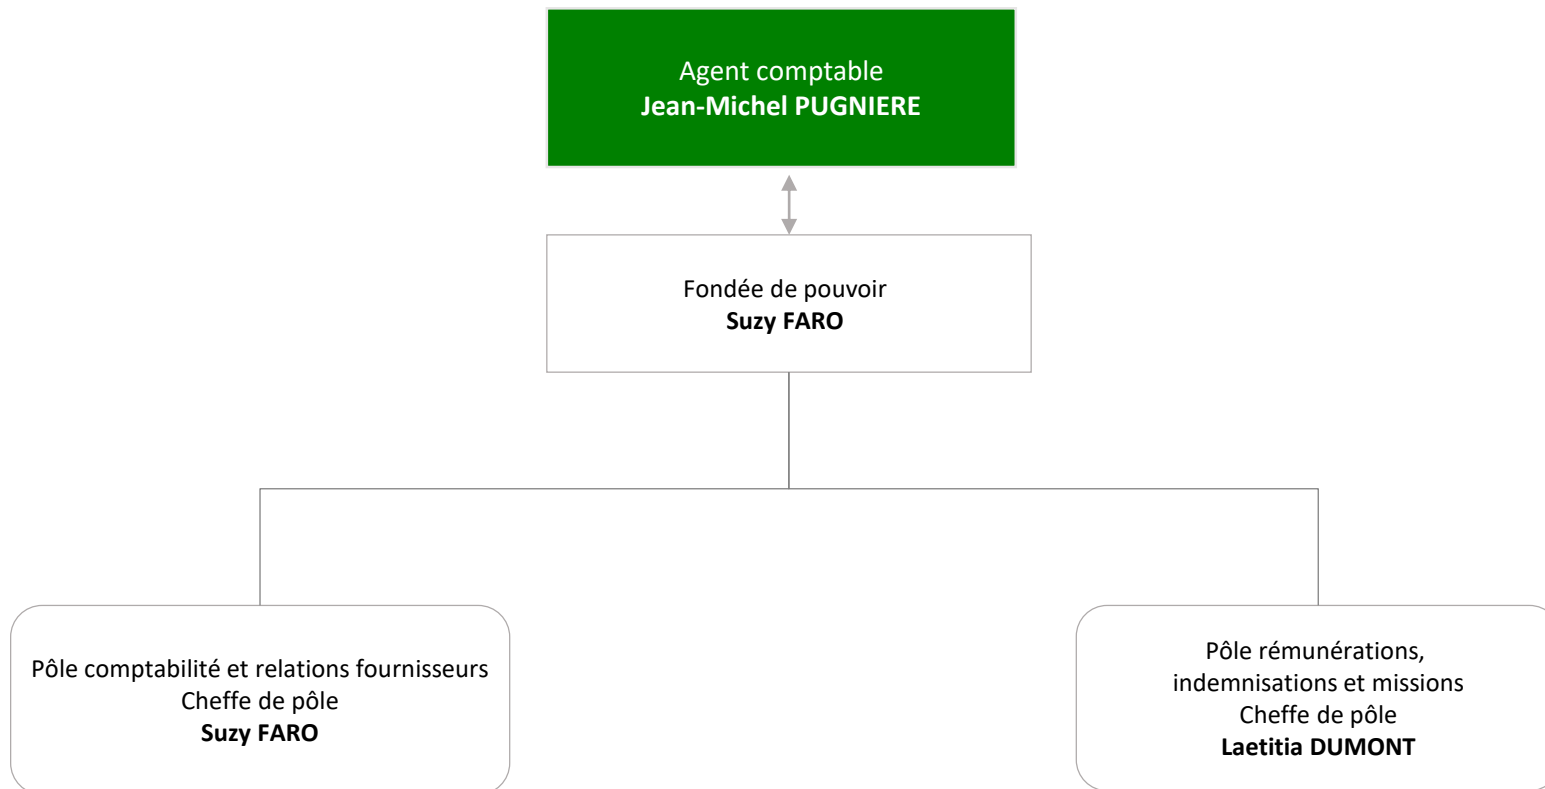 Agent comptable
Jean-Michel PUGNIERE
Fondée de pouvoir
Suzy FARO
Pôle comptabilité et relations fournisseurs
Cheffe de pôle
Suzy FARO
Pôle rémunérations,
indemnisations et missions
Cheffe de pôle
Laetitia DUMONT